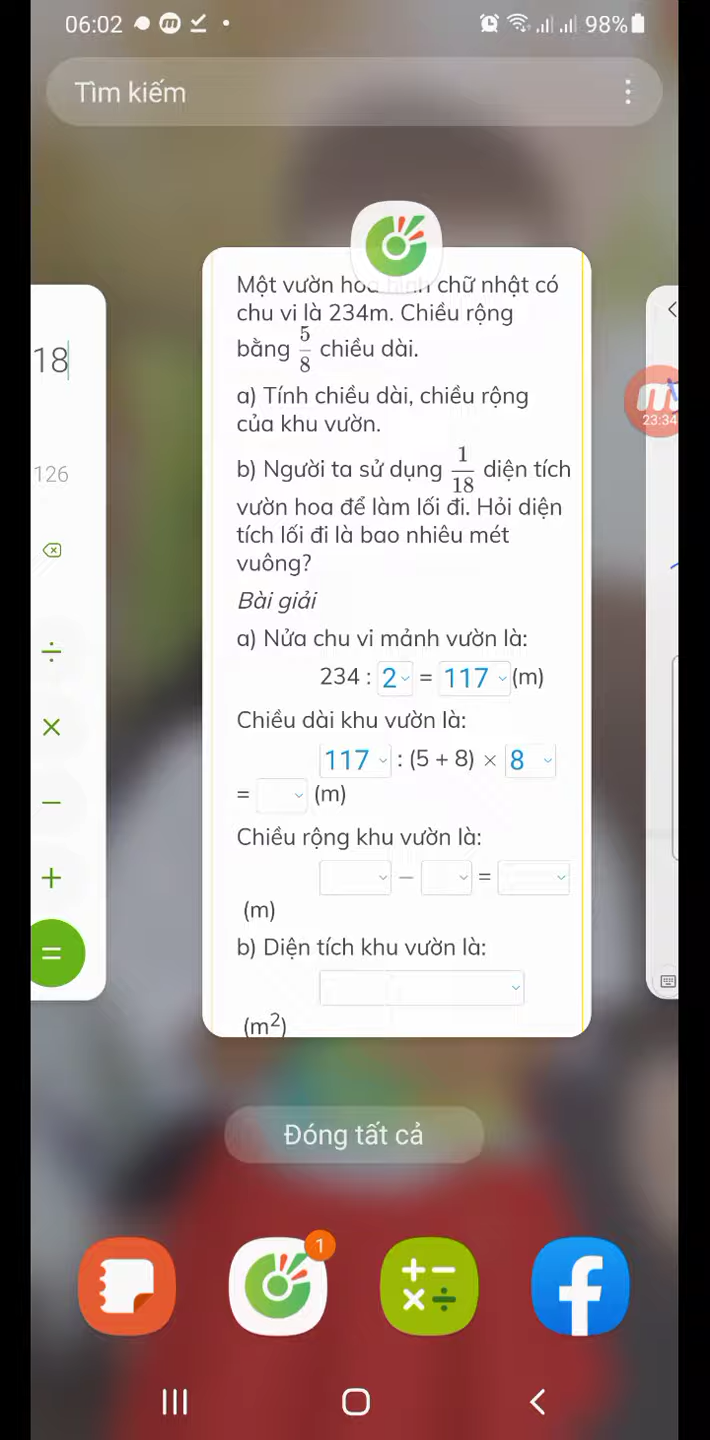 06:02
98%
Tìm kiếm
Một vườn hoa hình chữ nhật có
chu vi là 234m. Chiều rộng
bằng 5/8 chiều dài.
a) Tính chiều dài, chiều rộng
của khu vườn.
b) Người ta sử dụng 1/18 diện tích
vườn hoa để làm lối đi. Hỏi diện
tích lối đi là bao nhiêu mét
vuông?
Bài giải
a) Nửa chu vi mảnh vườn là:
234 : 2 = 117 (m)
Chiều dài khu vườn là:
117 : (5 + 8) × 8
= (m)
Chiều rộng khu vườn là:
− =
(m)
b) Diện tích khu vườn là:
(m²)
18
126
÷
×
−
+
=
23:34
Đóng tất cả
1